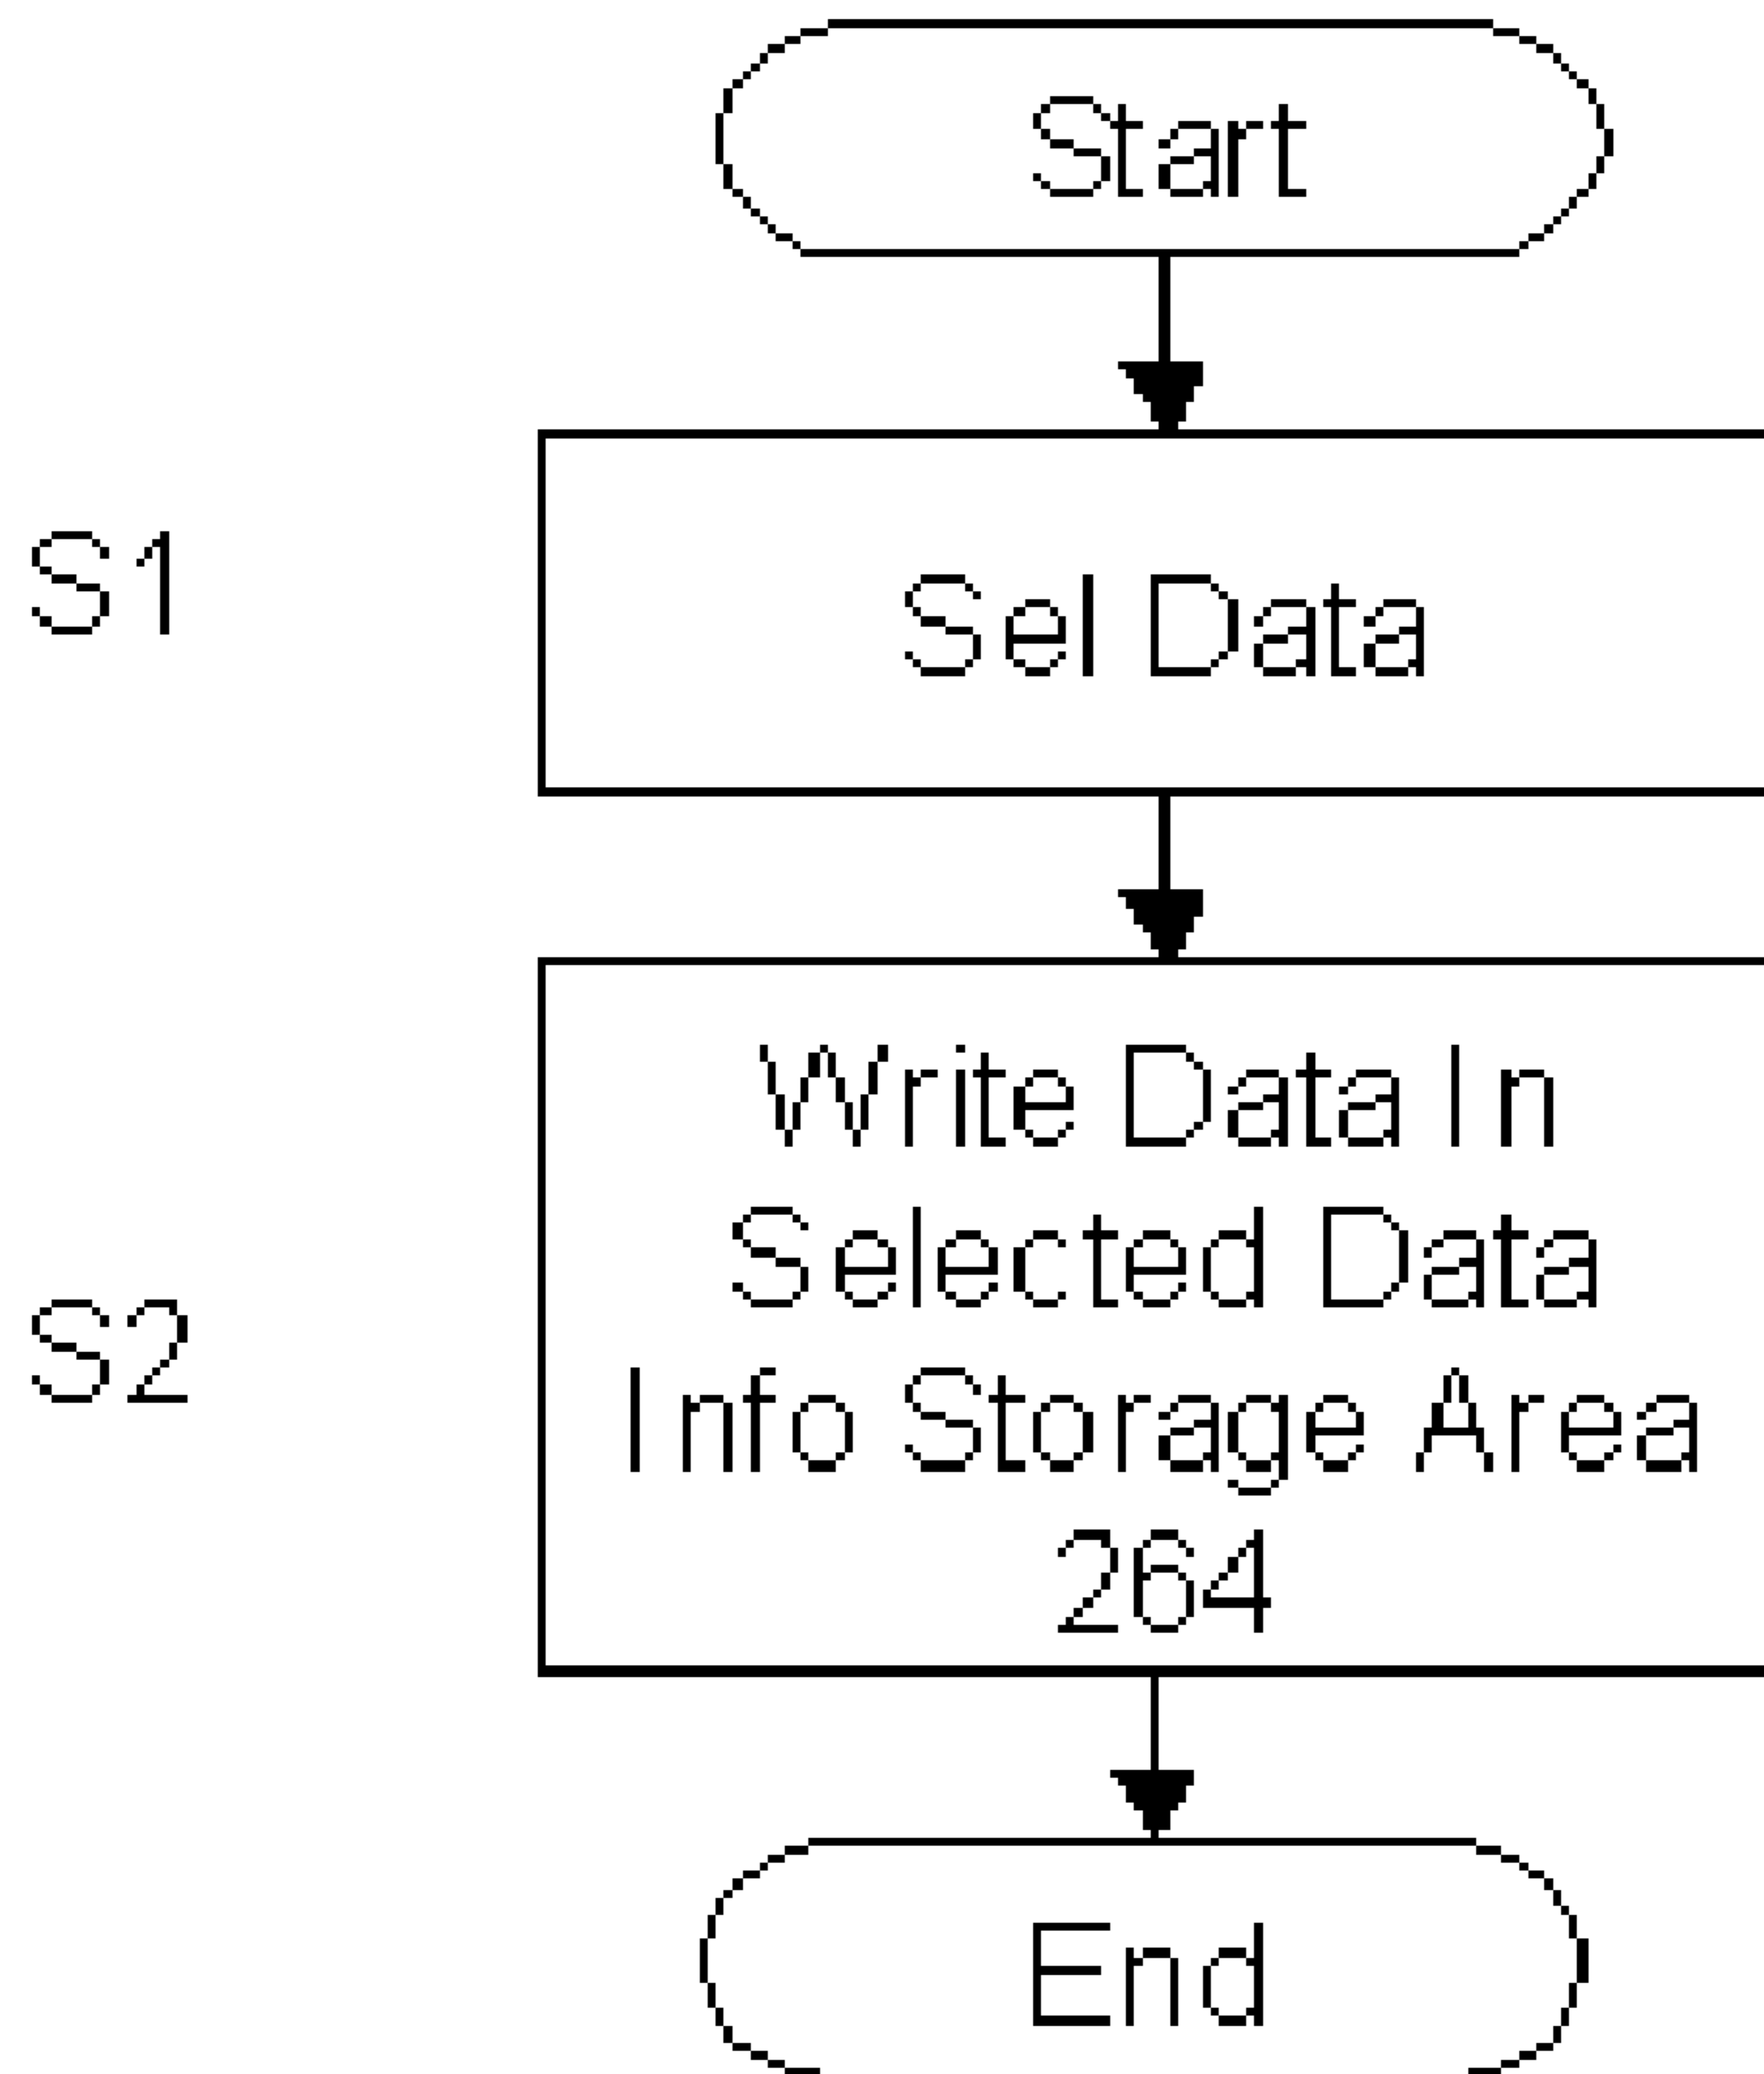 Start
S1
Sel Data
Write Data In
Selected Data
Info Storage Area
264
S2
End